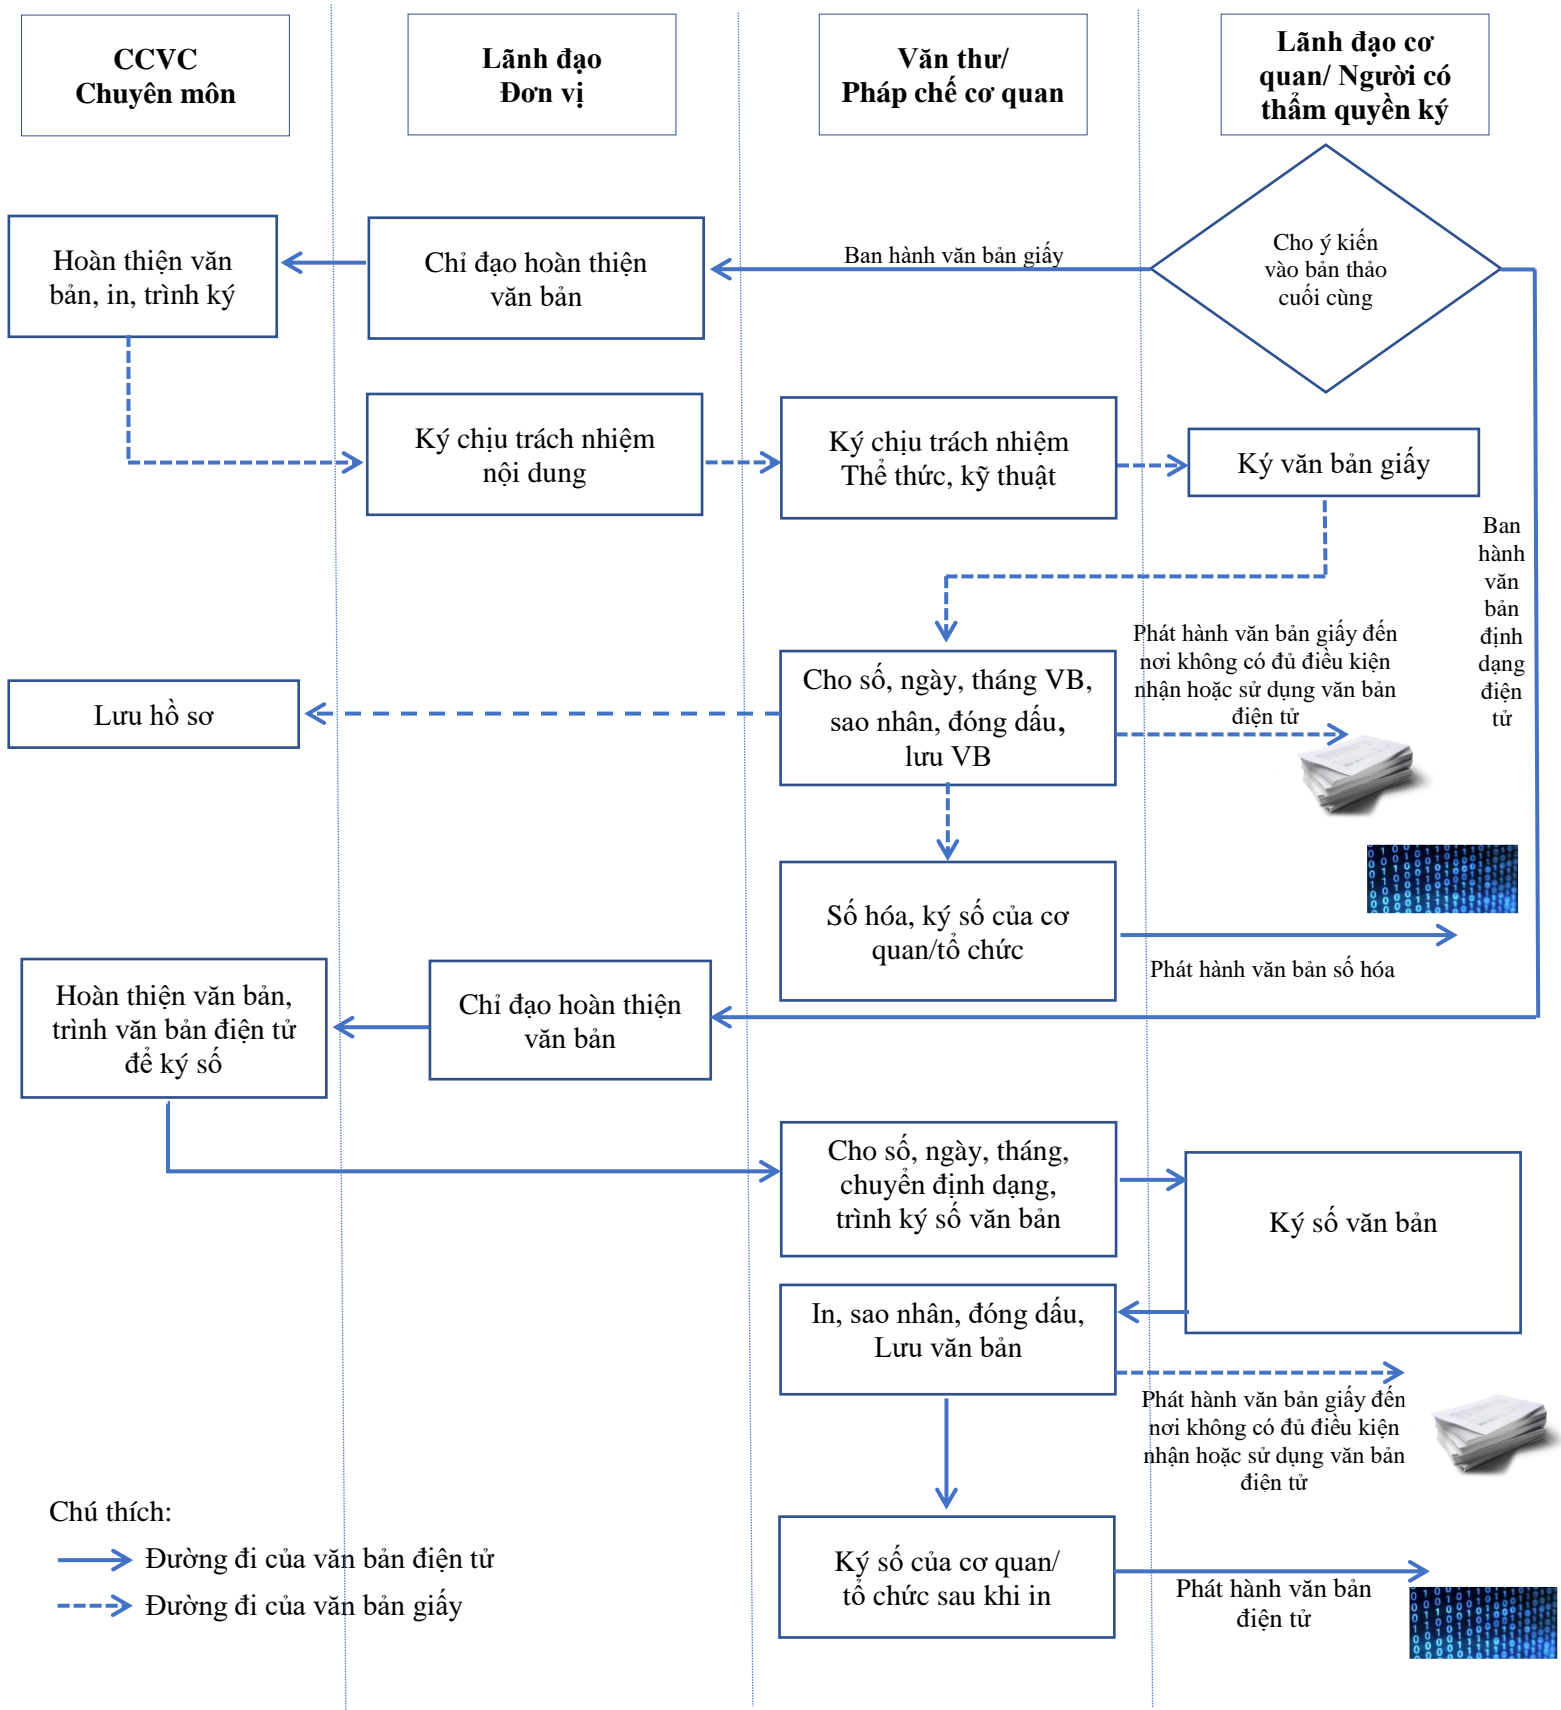 CCVC
Chuyên môn
Lãnh đạo
Đơn vị
Văn thư/
Pháp chế cơ quan
Lãnh đạo cơ
quan/ Người có
thẩm quyền ký
Hoàn thiện văn
bản, in, trình ký
Chỉ đạo hoàn thiện
văn bản
Ban hành văn bản giấy
Cho ý kiến
vào bản thảo
cuối cùng
Ký chịu trách nhiệm
nội dung
Ký chịu trách nhiệm
Thể thức, kỹ thuật
Ký văn bản giấy
Ban
hành
văn
bản
định
dạng
điện
tử
Lưu hồ sơ
Cho số, ngày, tháng VB,
sao nhân, đóng dấu,
lưu VB
Phát hành văn bản giấy đến
nơi không có đủ điều kiện
nhận hoặc sử dụng văn bản
điện tử
Số hóa, ký số của cơ
quan/tổ chức
Phát hành văn bản số hóa
Hoàn thiện văn bản,
trình văn bản điện tử
để ký số
Chỉ đạo hoàn thiện
văn bản
Cho số, ngày, tháng,
chuyển định dạng,
trình ký số văn bản
Ký số văn bản
In, sao nhân, đóng dấu,
Lưu văn bản
Phát hành văn bản giấy đến
nơi không có đủ điều kiện
nhận hoặc sử dụng văn bản
điện tử
Chú thích:
Đường đi của văn bản điện tử
Đường đi của văn bản giấy
Ký số của cơ quan/
tổ chức sau khi in
Phát hành văn bản
điện tử